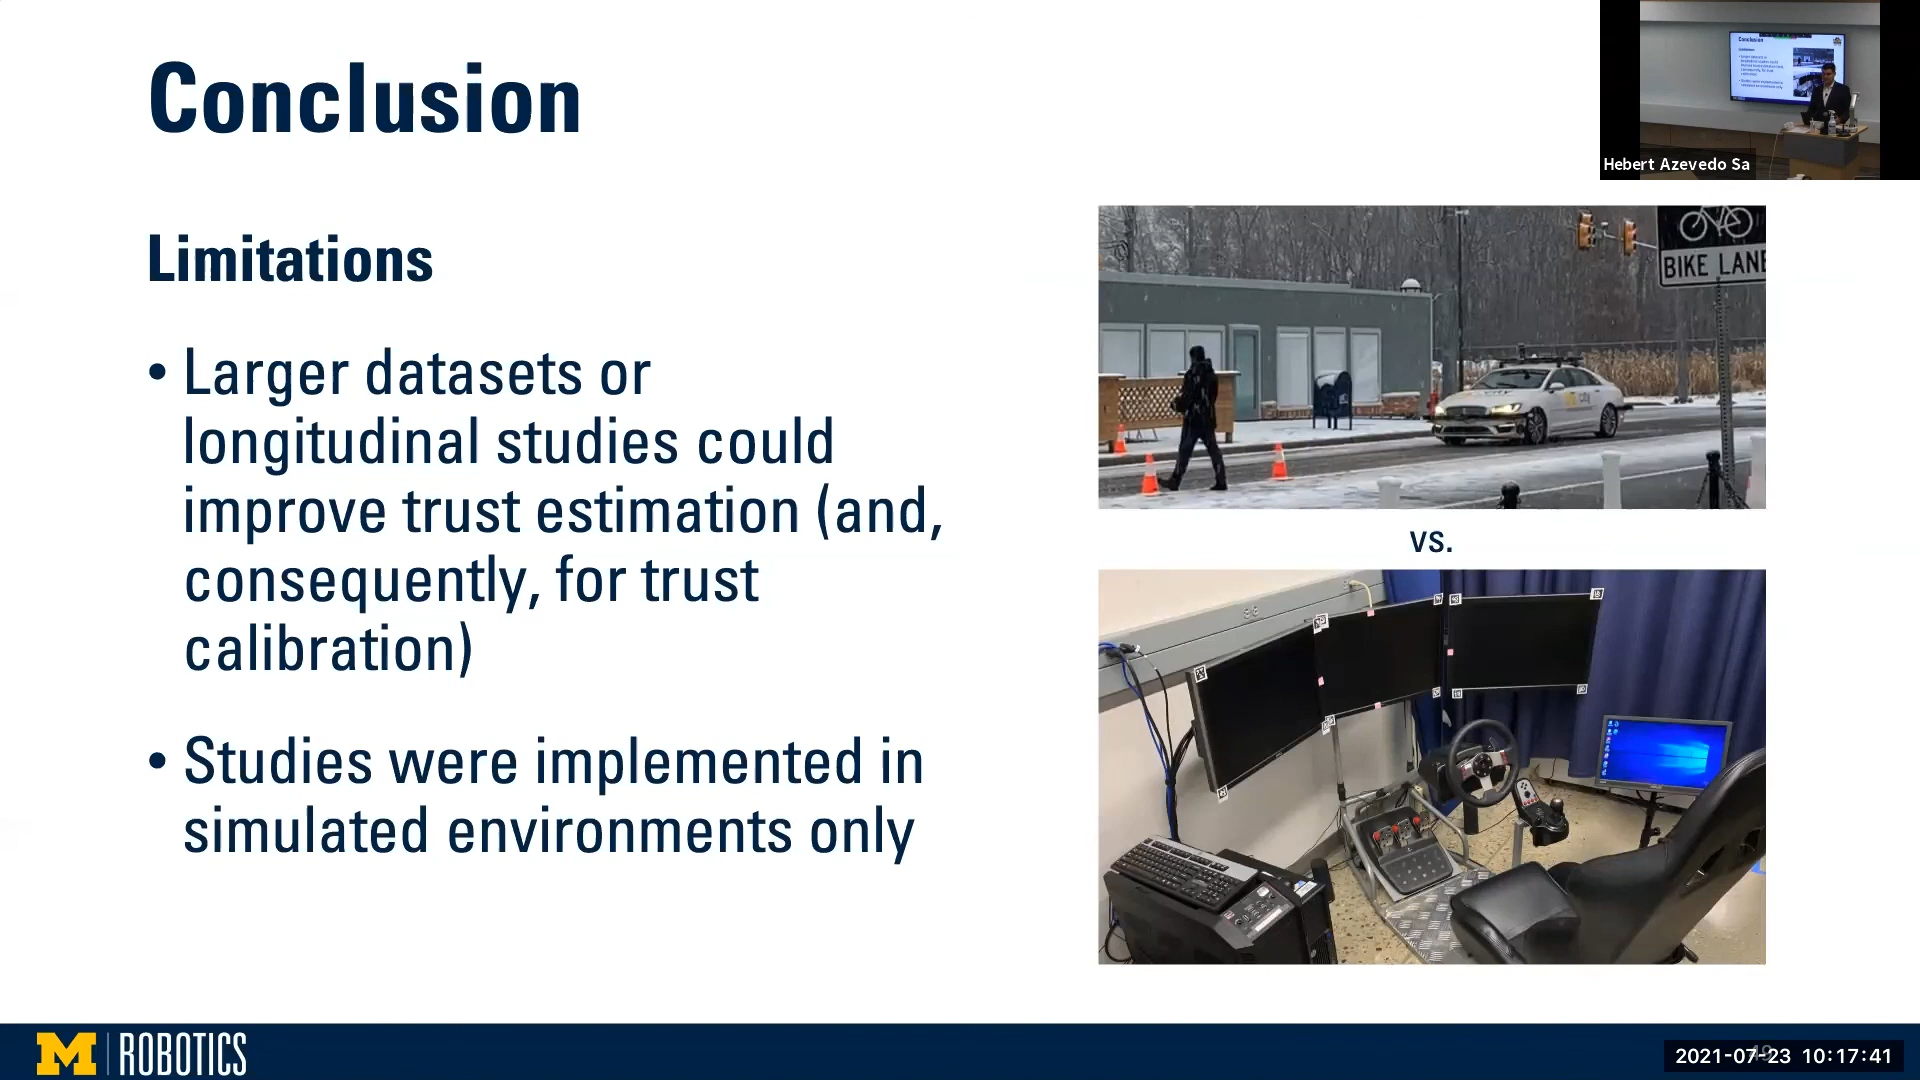 Conclusion
Hebert Azevedo Sa
Limitations
• Larger datasets or
longitudinal studies could
improve trust estimation (and,
consequently, for trust
calibration)
• Studies were implemented in
simulated environments only
BIKE LANE
vs.
M ROBOTICS
2021-07-23 10:17:41